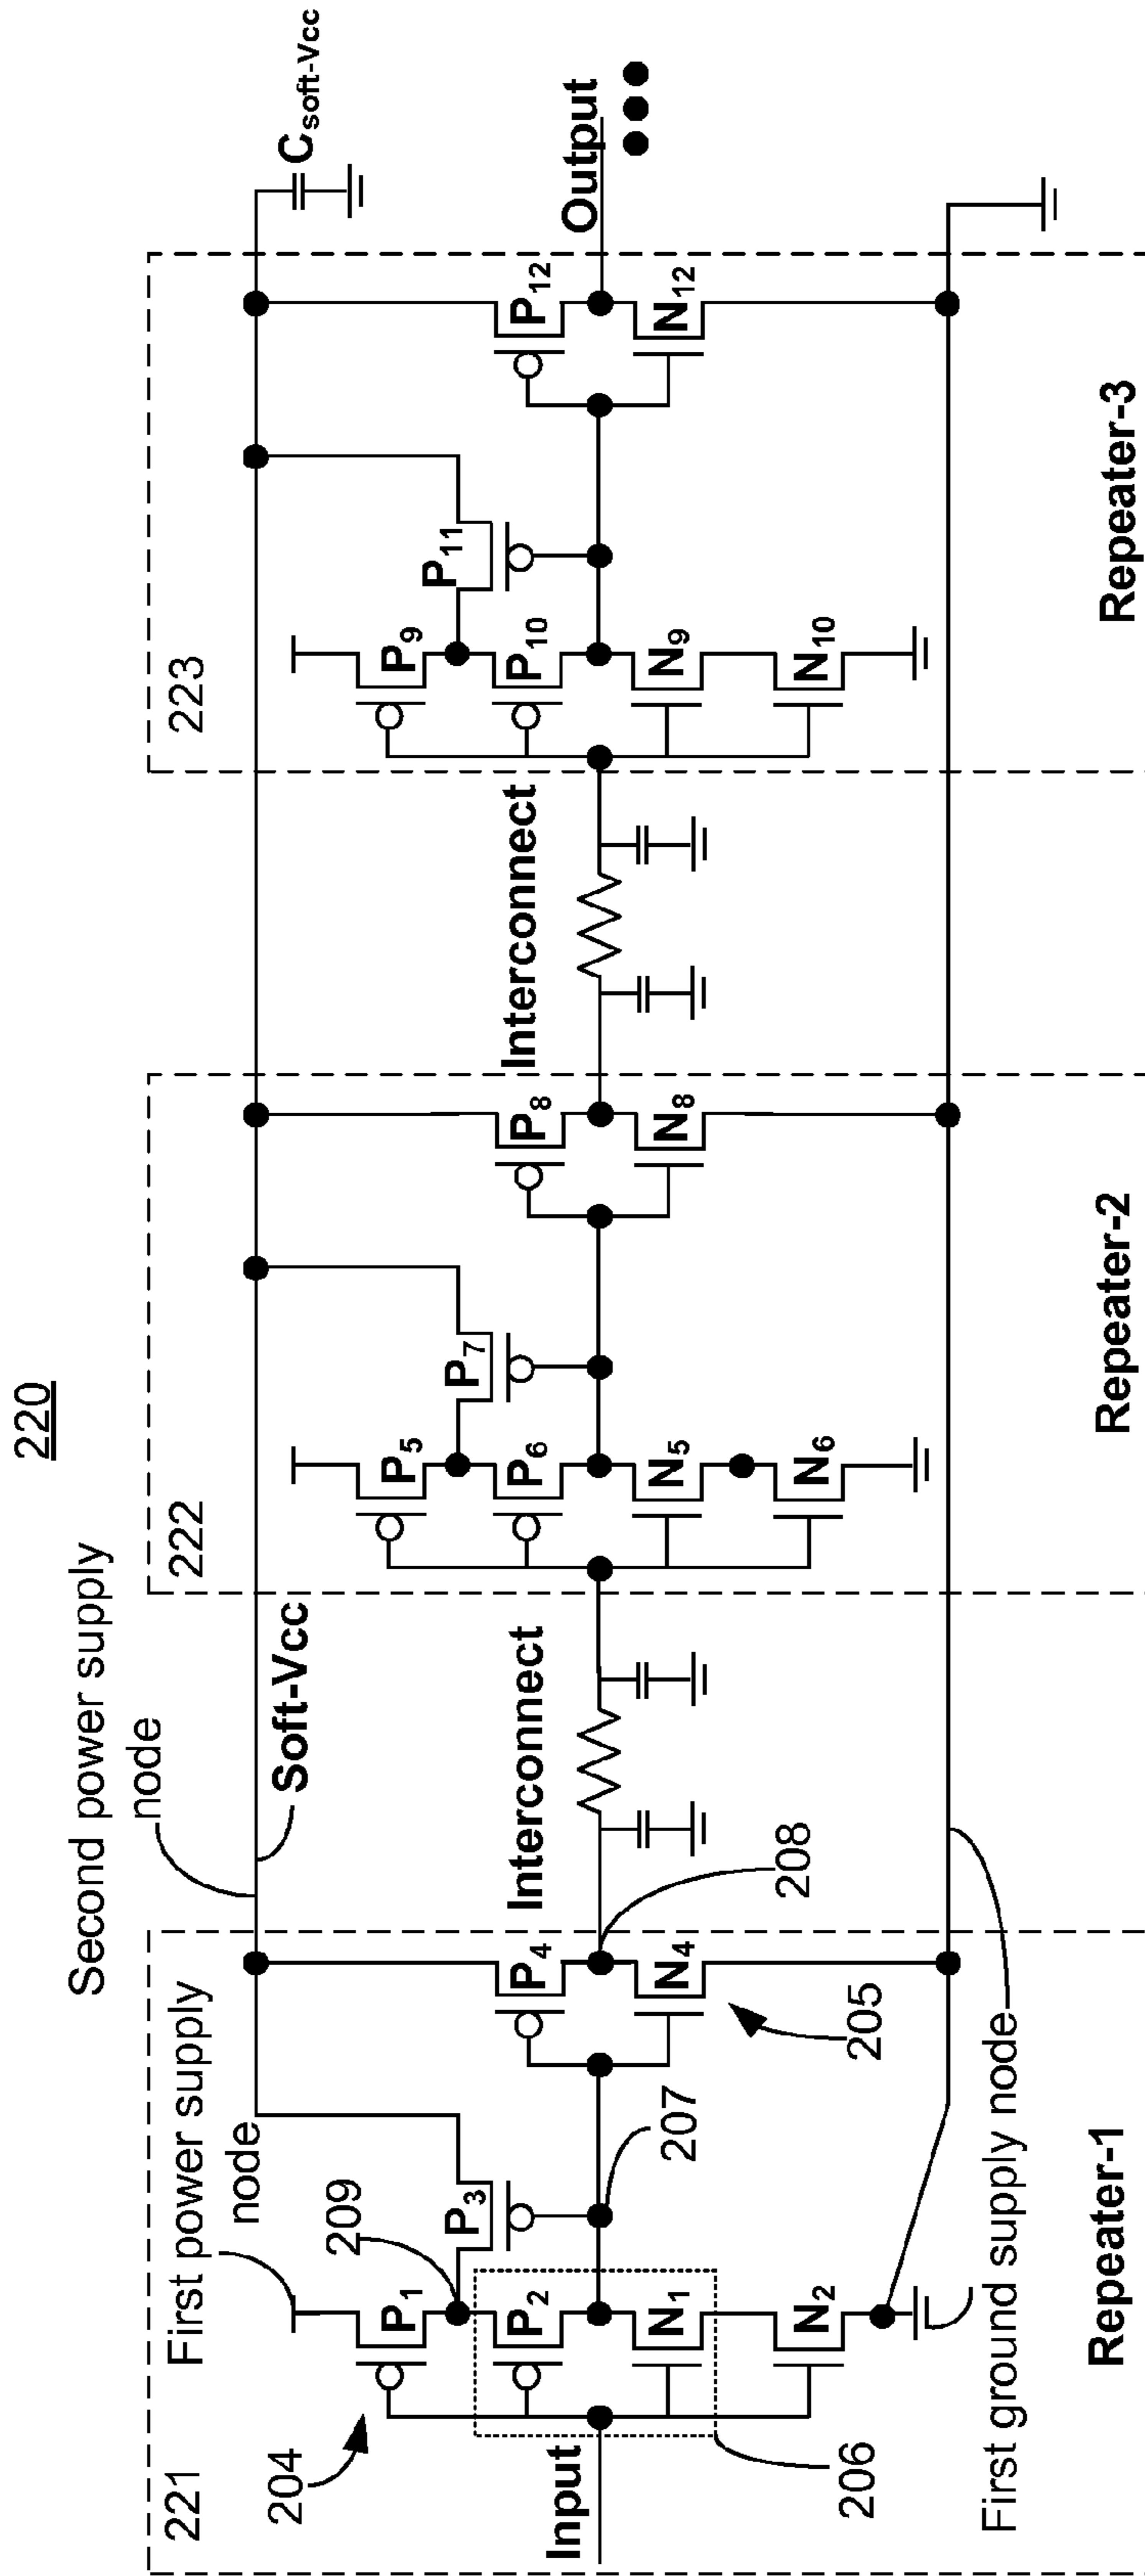 220
Second power supply
node
Soft-Vcc
C soft-Vcc
221
First power supply
node
204
209
P1
P2
P3
P4
N1
N2
N4
Input
206
207
205
208
First ground supply node
Repeater-1
Interconnect
222
P5
P6
P7
P8
N5
N6
N8
Repeater-2
Interconnect
223
P9
P10
P11
P12
N9
N10
N12
Output
Repeater-3